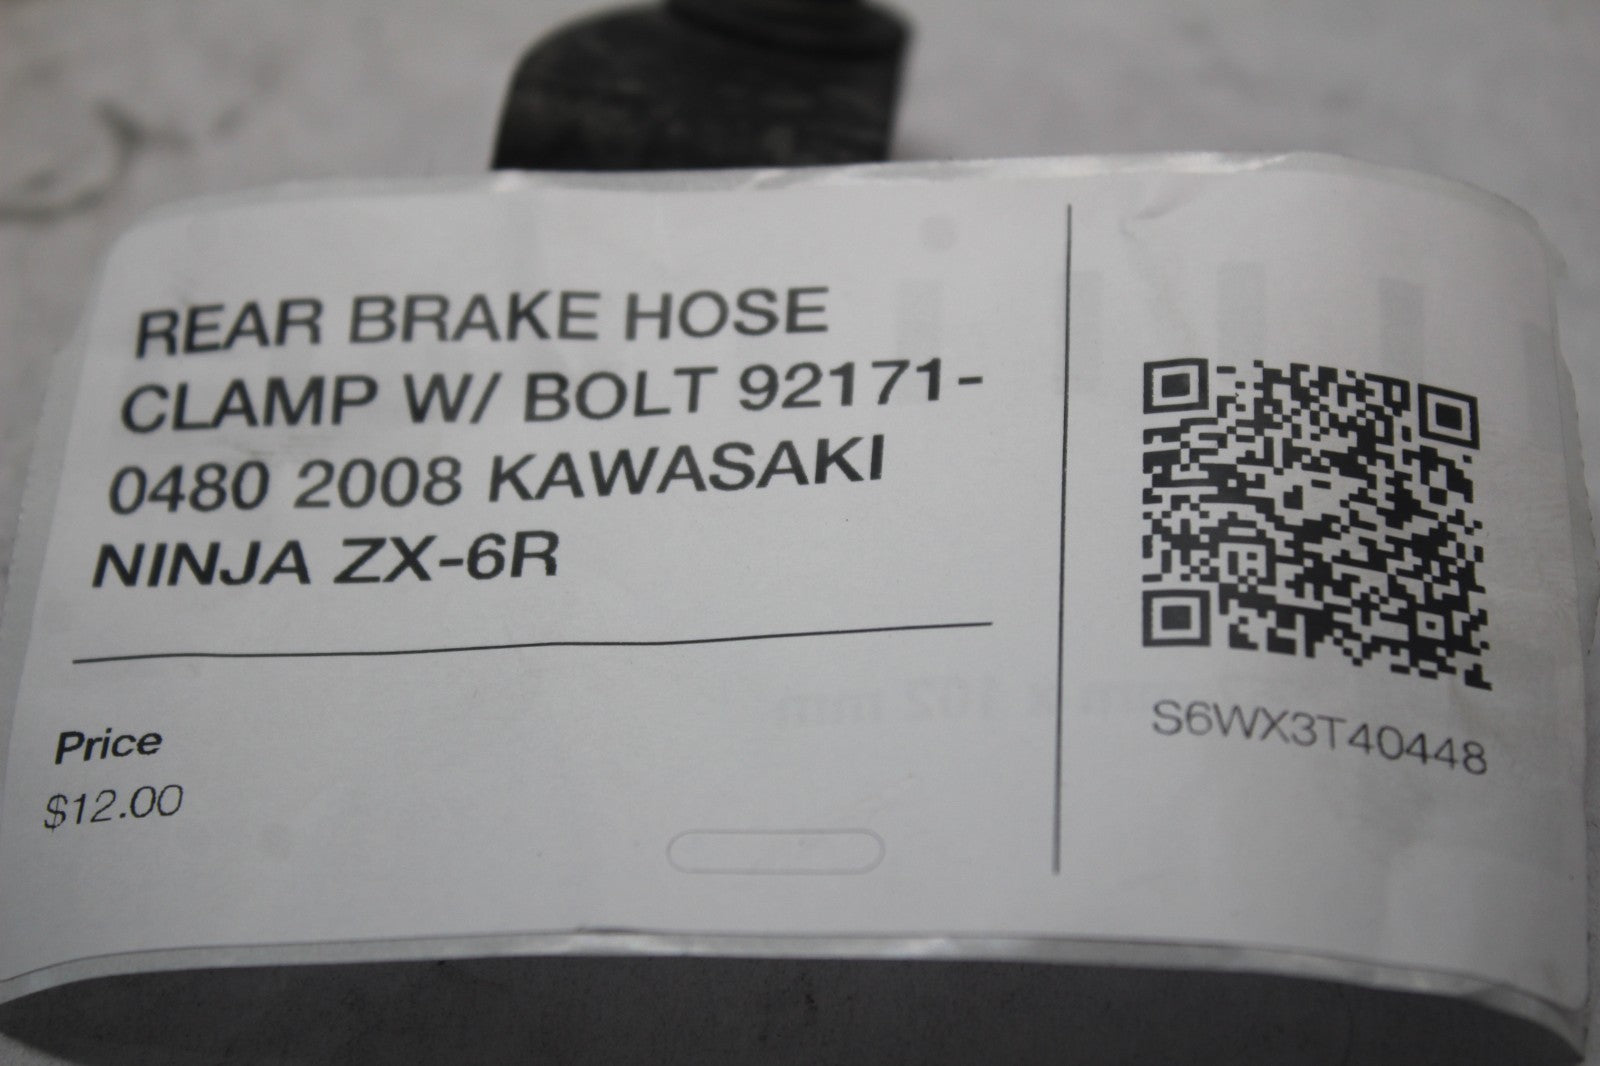 REAR BRAKE HOSE
CLAMP W/ BOLT 92171-
0480 2008 KAWASAKI
NINJA ZX-6R
Price
$12.00
S6WX3T40448